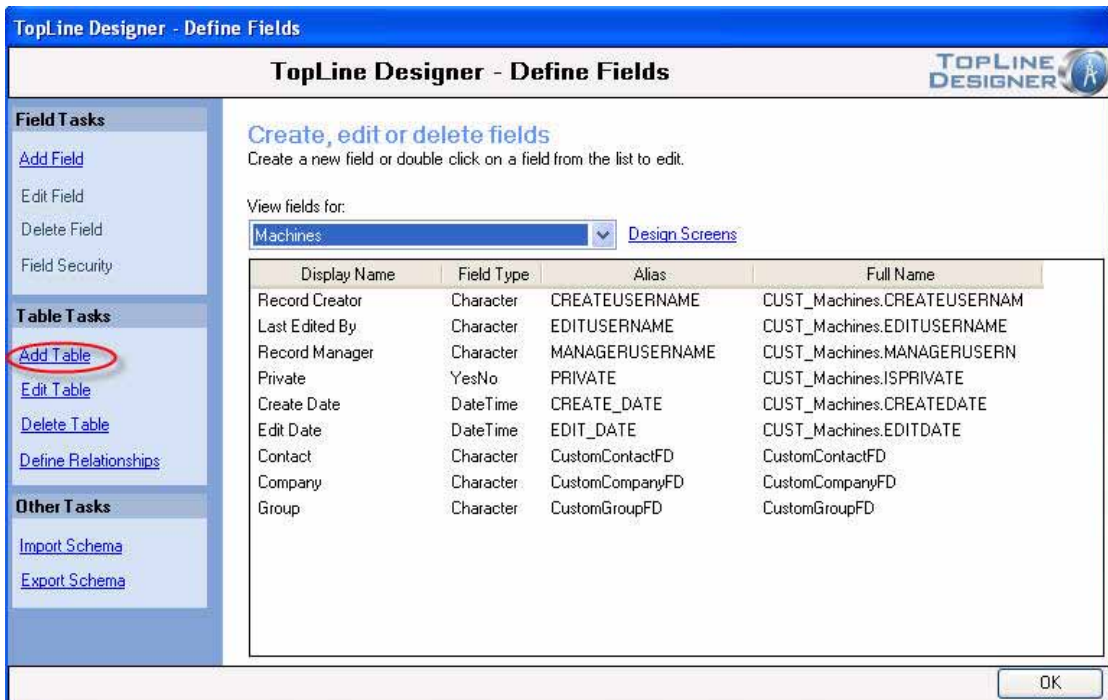 TopLine Designer - Define Fields
TopLine Designer - Define Fields
TOPLINE
DESIGNER
Field Tasks
Add Field
Edit Field
Delete Field
Field Security
Table Tasks
Add Table
Edit Table
Delete Table
Define Relationships
Other Tasks
Import Schema
Export Schema
Create, edit or delete fields
Create a new field or double click on a field from the list to edit.
View fields for:
Machines Design Screens
Display Name Field Type Alias Full Name
Record Creator Character CREATEUSERNAME CUST_Machines.CREATEUSERNAM
Last Edited By Character EDITUSERNAME CUST_Machines.EDITUSERNAME
Record Manager Character MANAGERUSERNAME CUST_Machines.MANAGERUSERN
Private YesNo PRIVATE CUST_Machines.ISPRIVATE
Create Date DateTime CREATE_DATE CUST_Machines.CREATEDATE
Edit Date DateTime EDIT_DATE CUST_Machines.EDITDATE
Contact Character CustomContactFD CustomContactFD
Company Character CustomCompanyFD CustomCompanyFD
Group Character CustomGroupFD CustomGroupFD
OK